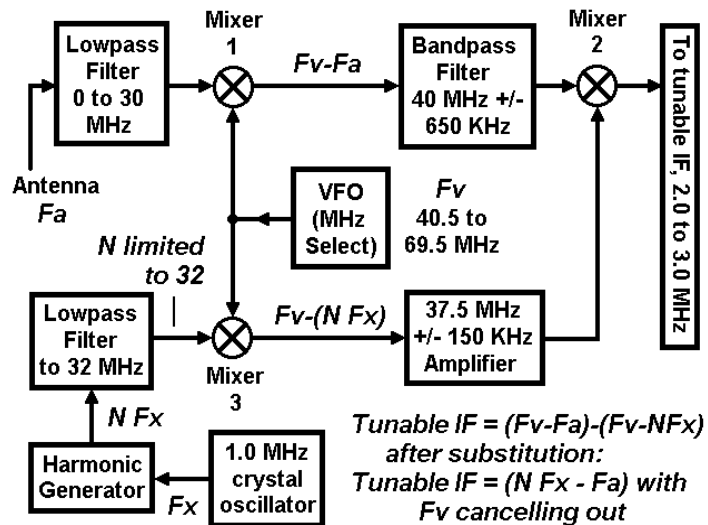 Lowpass
Filter
0 to 30
MHz
Mixer
1
Fv-Fa
Bandpass
Filter
40 MHz +/-
650 KHz
Mixer
2
To tunable IF, 2.0 to 3.0 MHz
Antenna
Fa
VFO
(MHz
Select)
Fv
40.5 to
69.5 MHz
N limited
to 32
Lowpass
Filter
to 32 MHz
Mixer
3
Fv-(N Fx)
37.5 MHz
+/- 150 KHz
Amplifier
N Fx
Harmonic
Generator
Fx
1.0 MHz
crystal
oscillator
Tunable IF = (Fv-Fa)-(Fv-NFx)
after substitution:
Tunable IF = (N Fx - Fa) with
Fv cancelling out